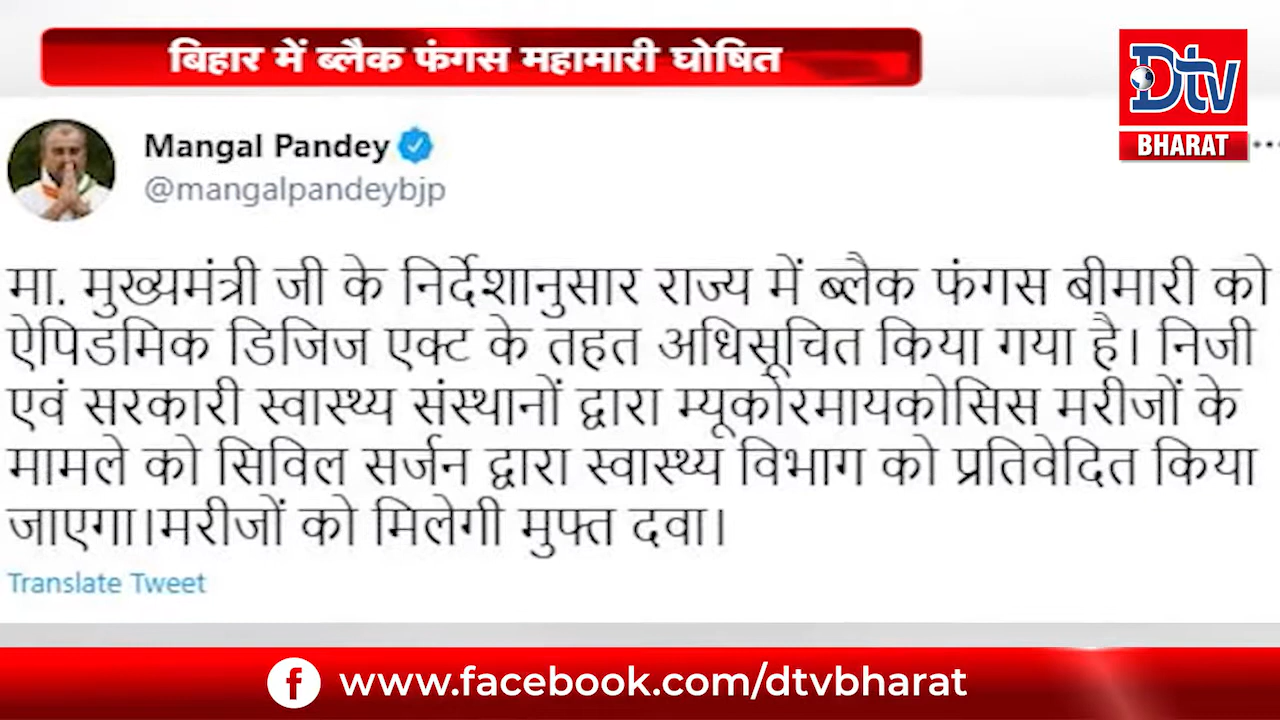 बिहार में ब्लैक फंगस महामारी घोषित
Dtv
BHARAT
Mangal Pandey
@mangalpandeybjp
मा. मुख्यमंत्री जी के निर्देशानुसार राज्य में ब्लैक फंगस बीमारी को
ऐपिडमिक डिजिज एक्ट के तहत अधिसूचित किया गया है। निजी
एवं सरकारी स्वास्थ्य संस्थानों द्वारा म्यूकोरमायकोसिस मरीजों के
मामले को सिविल सर्जन द्वारा स्वास्थ्य विभाग को प्रतिवेदित किया
जाएगा।मरीजों को मिलेगी मुफ्त दवा।
Translate Tweet
www.facebook.com/dtvbharat